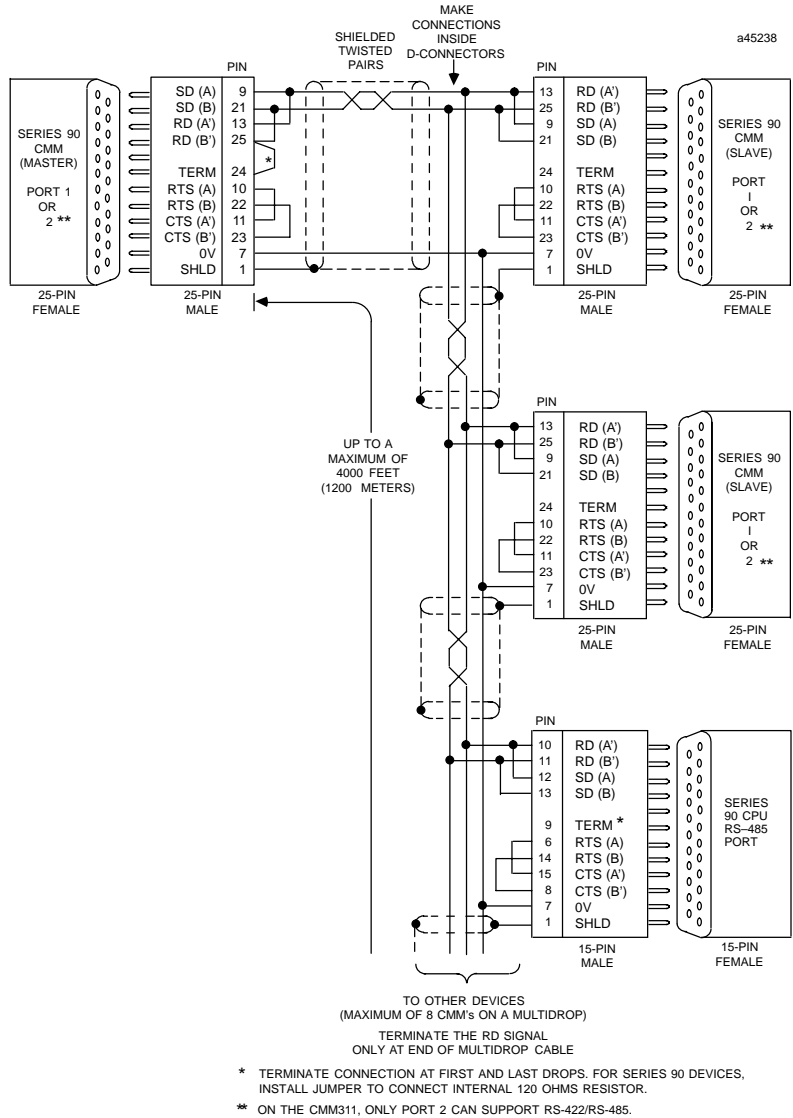 MAKE
CONNECTIONS
INSIDE
D-CONNECTORS
SHIELDED
TWISTED
PAIRS
a45238
PIN
SERIES 90
CMM
(MASTER)
PORT 1
OR
2 **
25-PIN
FEMALE
SD (A) 9
SD (B) 21
RD (A') 13
RD (B') 25
*
TERM 24
RTS (A) 10
RTS (B) 22
CTS (A') 11
CTS (B') 23
0V 7
SHLD 1
25-PIN
MALE
PIN
13 RD (A')
25 RD (B')
9 SD (A)
21 SD (B)
24 TERM
10 RTS (A)
22 RTS (B)
11 CTS (A')
23 CTS (B')
7 0V
1 SHLD
25-PIN
MALE
SERIES 90
CMM
(SLAVE)
PORT
I
OR
2 **
25-PIN
FEMALE
UP TO A
MAXIMUM OF
4000 FEET
(1200 METERS)
PIN
13 RD (A')
25 RD (B')
9 SD (A)
21 SD (B)
24 TERM
10 RTS (A)
22 RTS (B)
11 CTS (A')
23 CTS (B')
7 0V
1 SHLD
25-PIN
MALE
SERIES 90
CMM
(SLAVE)
PORT
I
OR
2 **
25-PIN
FEMALE
PIN
10 RD (A')
11 RD (B')
12 SD (A)
13 SD (B)
9 TERM *
6 RTS (A)
14 RTS (B)
15 CTS (A')
8 CTS (B')
7 0V
1 SHLD
15-PIN
MALE
SERIES
90 CPU
RS–485
PORT
15-PIN
FEMALE
TO OTHER DEVICES
(MAXIMUM OF 8 CMM's ON A MULTIDROP)
TERMINATE THE RD SIGNAL
ONLY AT END OF MULTIDROP CABLE
* TERMINATE CONNECTION AT FIRST AND LAST DROPS. FOR SERIES 90 DEVICES,
INSTALL JUMPER TO CONNECT INTERNAL 120 OHMS RESISTOR.
** ON THE CMM311, ONLY PORT 2 CAN SUPPORT RS-422/RS-485.